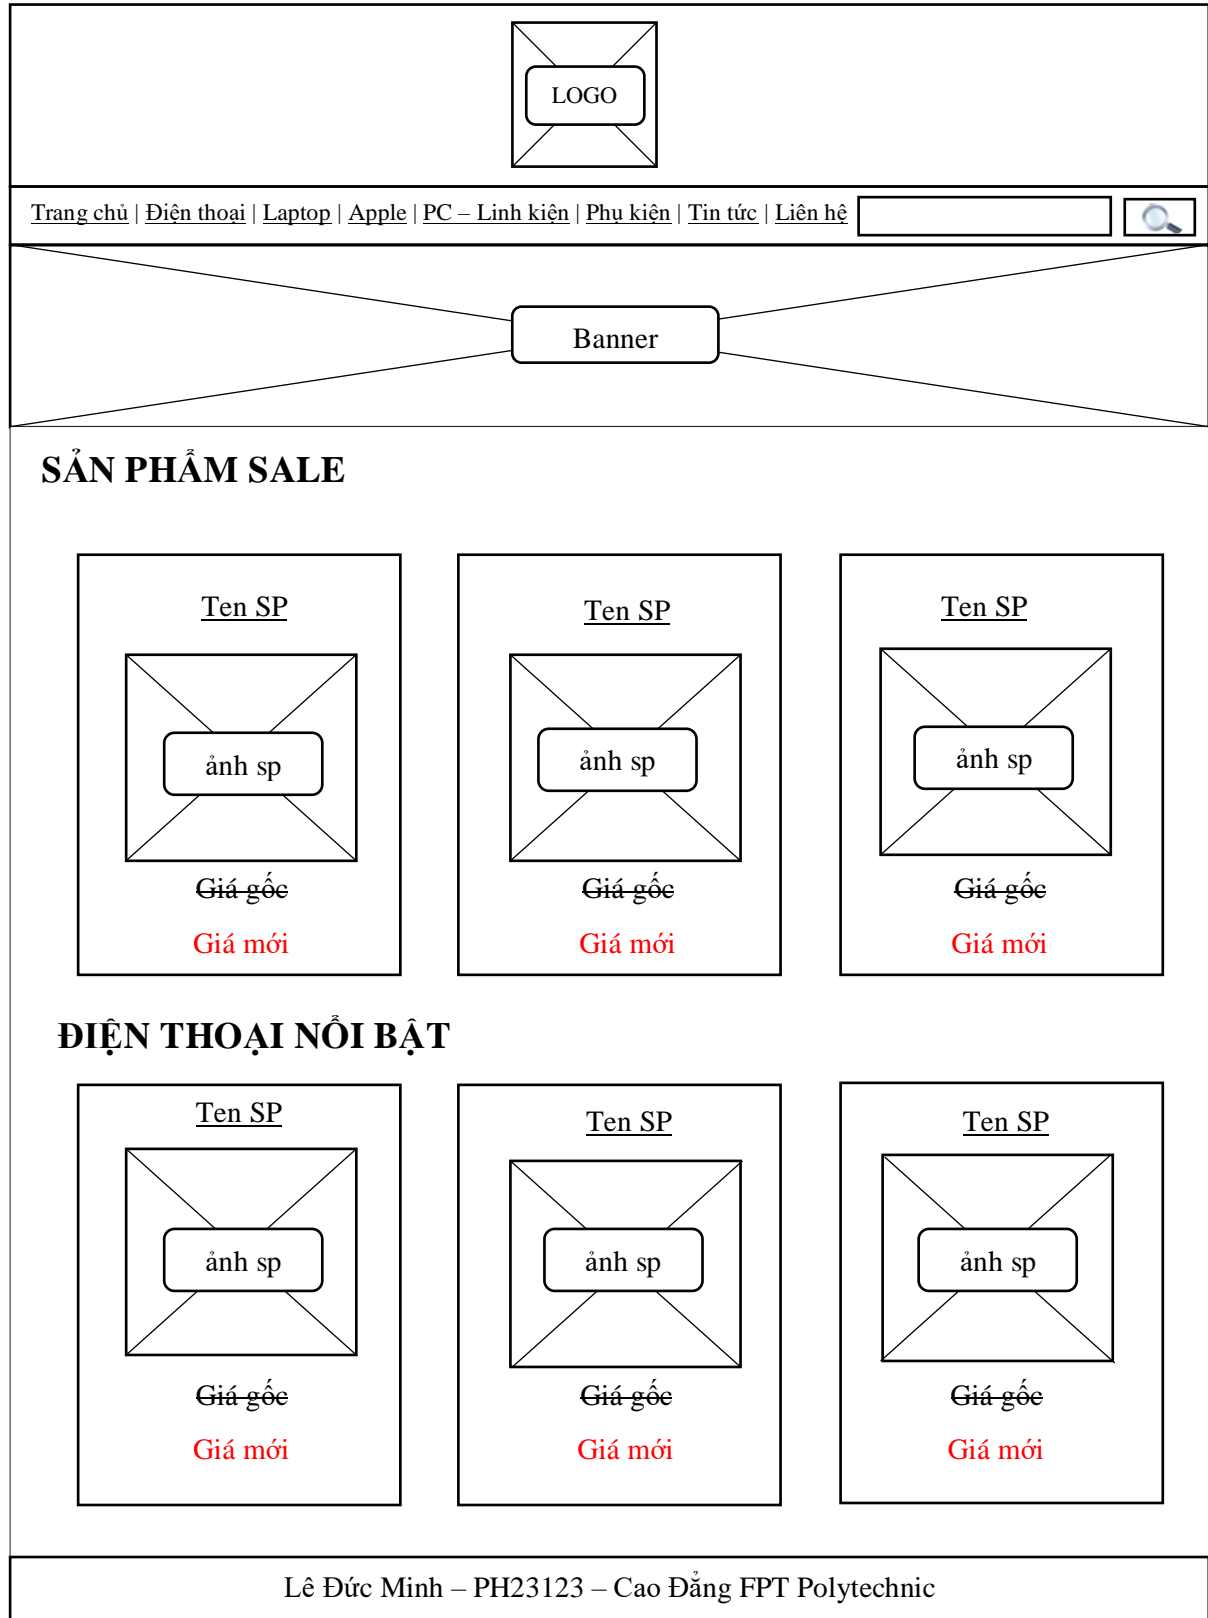 LOGO
Trang chủ | Điện thoại | Laptop | Apple | PC – Linh kiện | Phụ kiện | Tin tức | Liên hệ
Banner
SẢN PHẨM SALE
Ten SP Ten SP Ten SP
ảnh sp ảnh sp ảnh sp
Giá gốc Giá gốc Giá gốc
Giá mới Giá mới Giá mới
ĐIỆN THOẠI NỔI BẬT
Ten SP Ten SP Ten SP
ảnh sp ảnh sp ảnh sp
Giá gốc Giá gốc Giá gốc
Giá mới Giá mới Giá mới
Lê Đức Minh – PH23123 – Cao Đẳng FPT Polytechnic